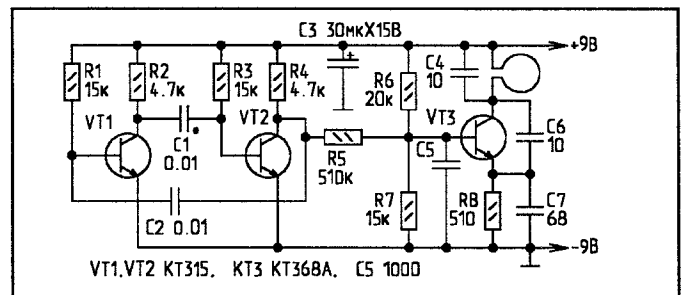 C3 30мкX15В
+9В
R1
15к
R2
4.7к
R3
15к
R4
4.7к
R6
20к
C4
10
VT1
C1
0.01
VT2
R5
510к
VT3
C5
C6
10
C2 0.01
R7
15к
R8
510
C7
68
-9В
VT1,VT2 КТ315, КТ3 КТ368А, C5 1000